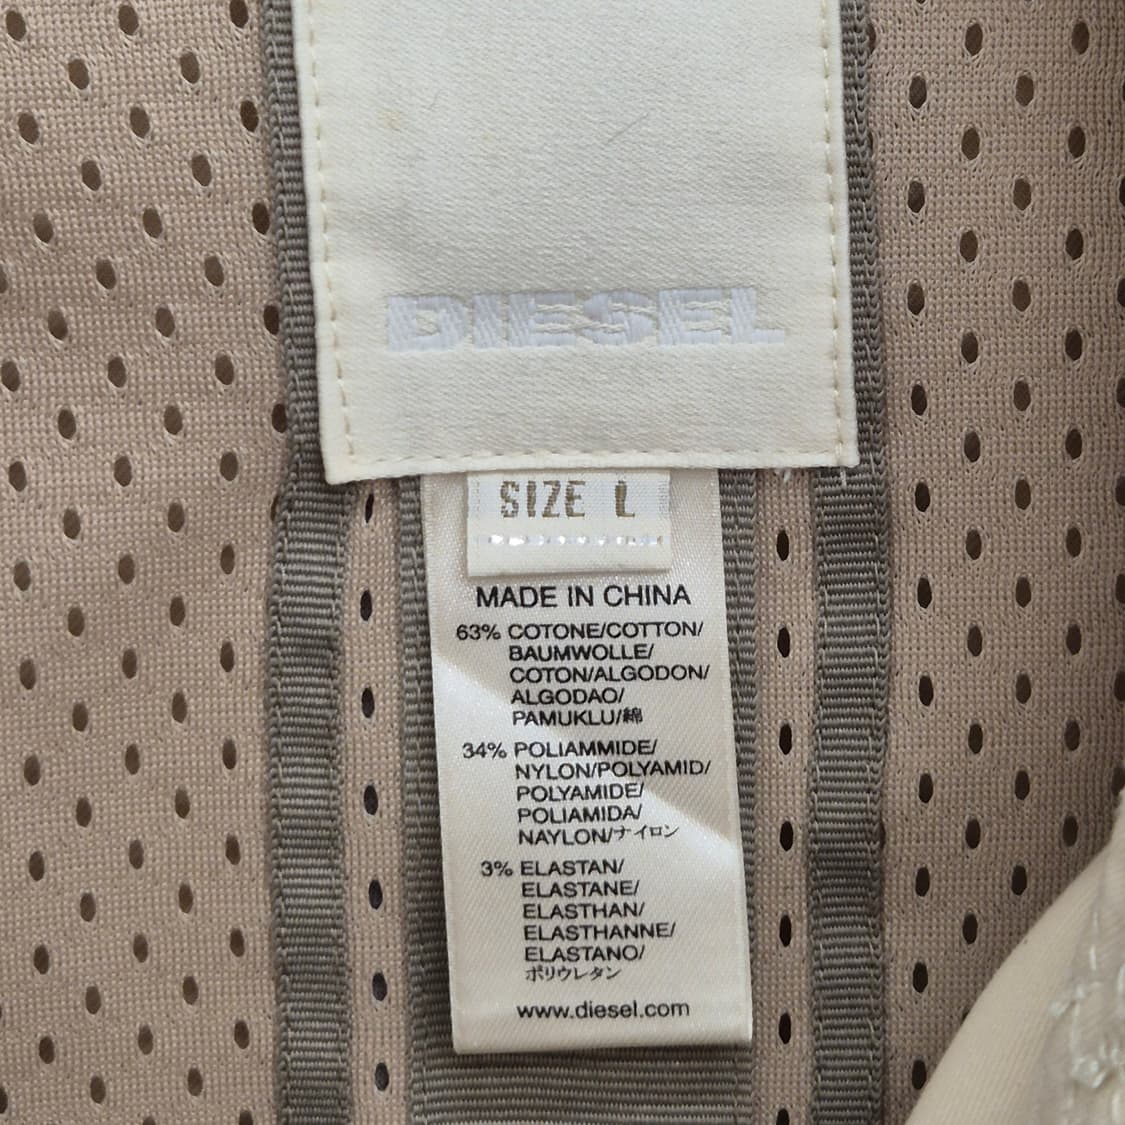 DIESEL
SIZE L
MADE IN CHINA
63% COTONE/COTTON/
BAUMWOLLE/
COTON/ALGODON/
ALGODAO/
PAMUKLU/綿
34% POLIAMMIDE/
NYLON/POLYAMID/
POLYAMIDE/
POLIAMIDA/
NAYLON/ナイロン
3% ELASTAN/
ELASTANE/
ELASTHAN/
ELASTHANNE/
ELASTANO/
ポリウレタン
www.diesel.com